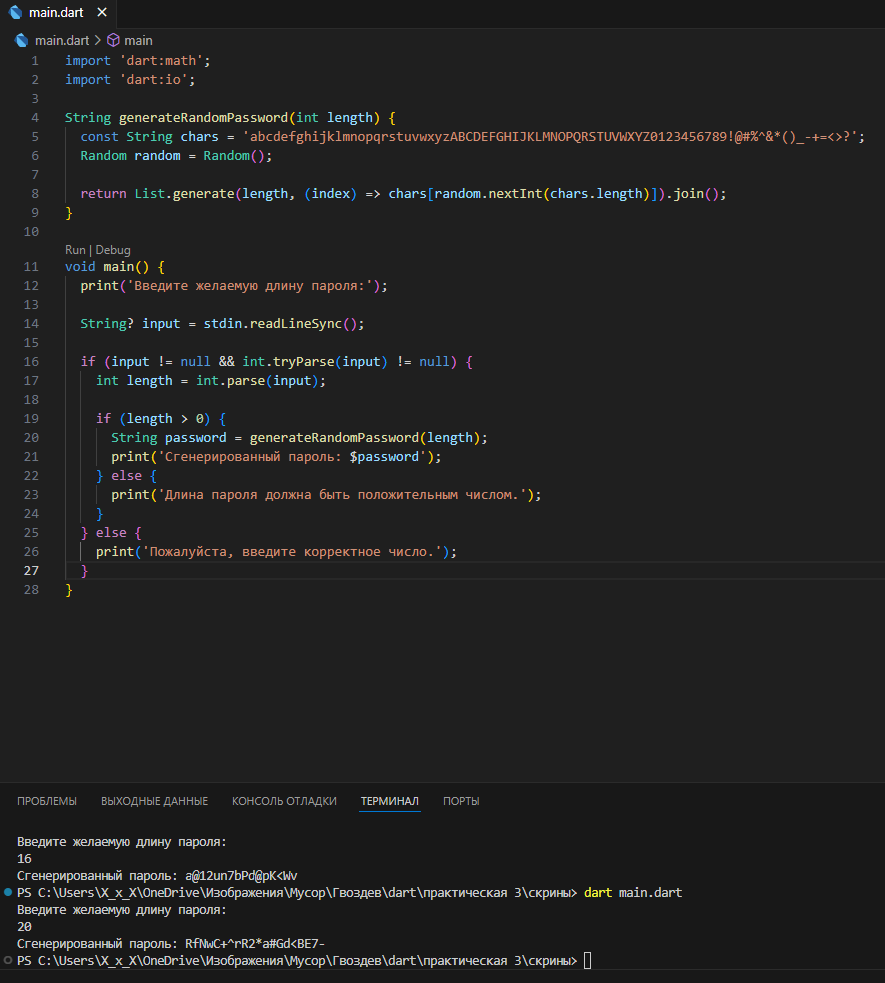 main.dart
main.dart > main
1 import 'dart:math';
2 import 'dart:io';
3
4 String generateRandomPassword(int length) {
5 const String chars = 'abcdefghijklmnopqrstuvwxyzABCDEFGHIJKLMNOPQRSTUVWXYZ0123456789!@#%^&*()_-+=<>?';
6 Random random = Random();
7
8 return List.generate(length, (index) => chars[random.nextInt(chars.length)]).join();
9 }
10
Run | Debug
11 void main() {
12 print('Введите желаемую длину пароля:');
13
14 String? input = stdin.readLineSync();
15
16 if (input != null && int.tryParse(input) != null) {
17 int length = int.parse(input);
18
19 if (length > 0) {
20 String password = generateRandomPassword(length);
21 print('Сгенерированный пароль: $password');
22 } else {
23 print('Длина пароля должна быть положительным числом.');
24 }
25 } else {
26 print('Пожалуйста, введите корректное число.');
27 }
28 }
ПРОБЛЕМЫ ВЫХОДНЫЕ ДАННЫЕ КОНСОЛЬ ОТЛАДКИ ТЕРМИНАЛ ПОРТЫ
Введите желаемую длину пароля:
16
Сгенерированный пароль: a@12un7bPd@pK<Wv
PS C:\Users\X_x_X\OneDrive\Изображения\Мусор\Гвоздев\dart\практическая 3\скрины> dart main.dart
Введите желаемую длину пароля:
20
Сгенерированный пароль: RfNwC+^rR2*a#Gd<BE7-
PS C:\Users\X_x_X\OneDrive\Изображения\Мусор\Гвоздев\dart\практическая 3\скрины>